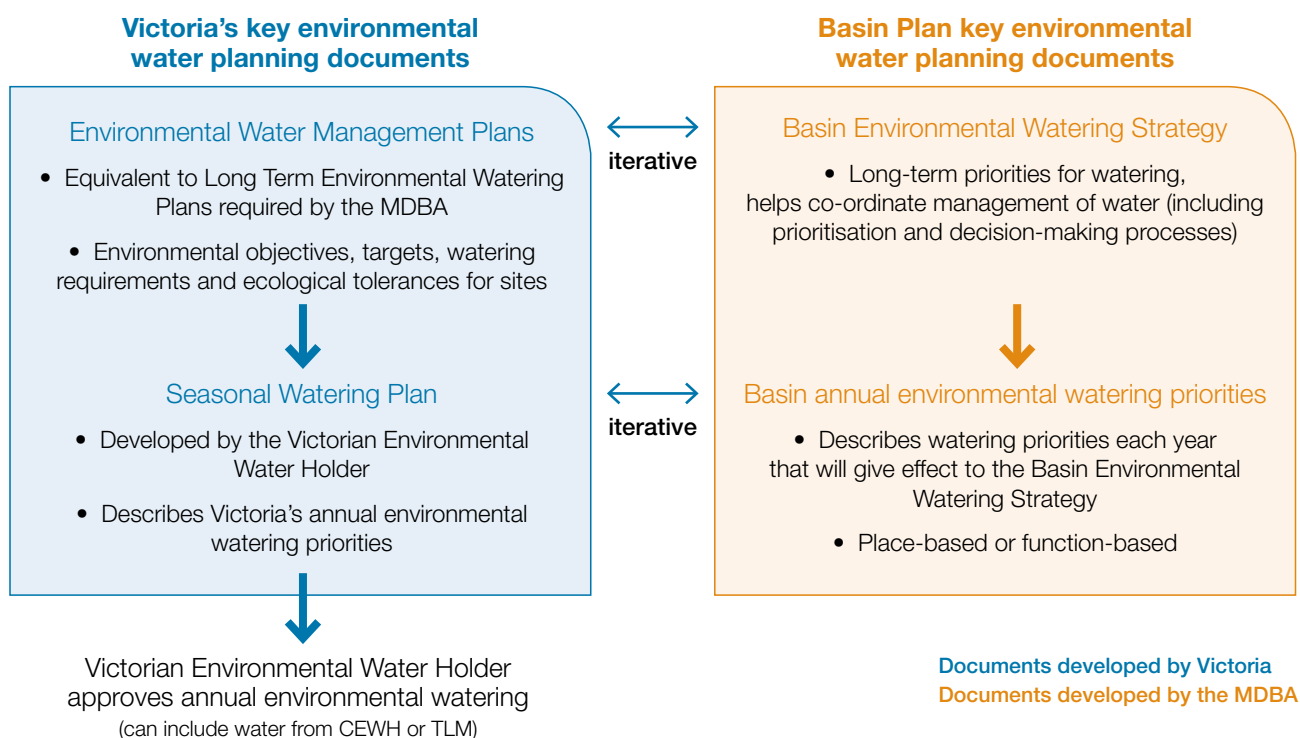 Victoria’s key environmental
water planning documents
Environmental Water Management Plans
• Equivalent to Long Term Environmental Watering
Plans required by the MDBA
• Environmental objectives, targets, watering
requirements and ecological tolerances for sites
Seasonal Watering Plan
• Developed by the Victorian Environmental
Water Holder
• Describes Victoria’s annual environmental
watering priorities
Victorian Environmental Water Holder
approves annual environmental watering
(can include water from CEWH or TLM)
iterative
iterative
Basin Plan key environmental
water planning documents
Basin Environmental Watering Strategy
• Long-term priorities for watering,
helps co-ordinate management of water (including
prioritisation and decision-making processes)
Basin annual environmental watering priorities
• Describes watering priorities each year
that will give effect to the Basin Environmental
Watering Strategy
• Place-based or function-based
Documents developed by Victoria
Documents developed by the MDBA